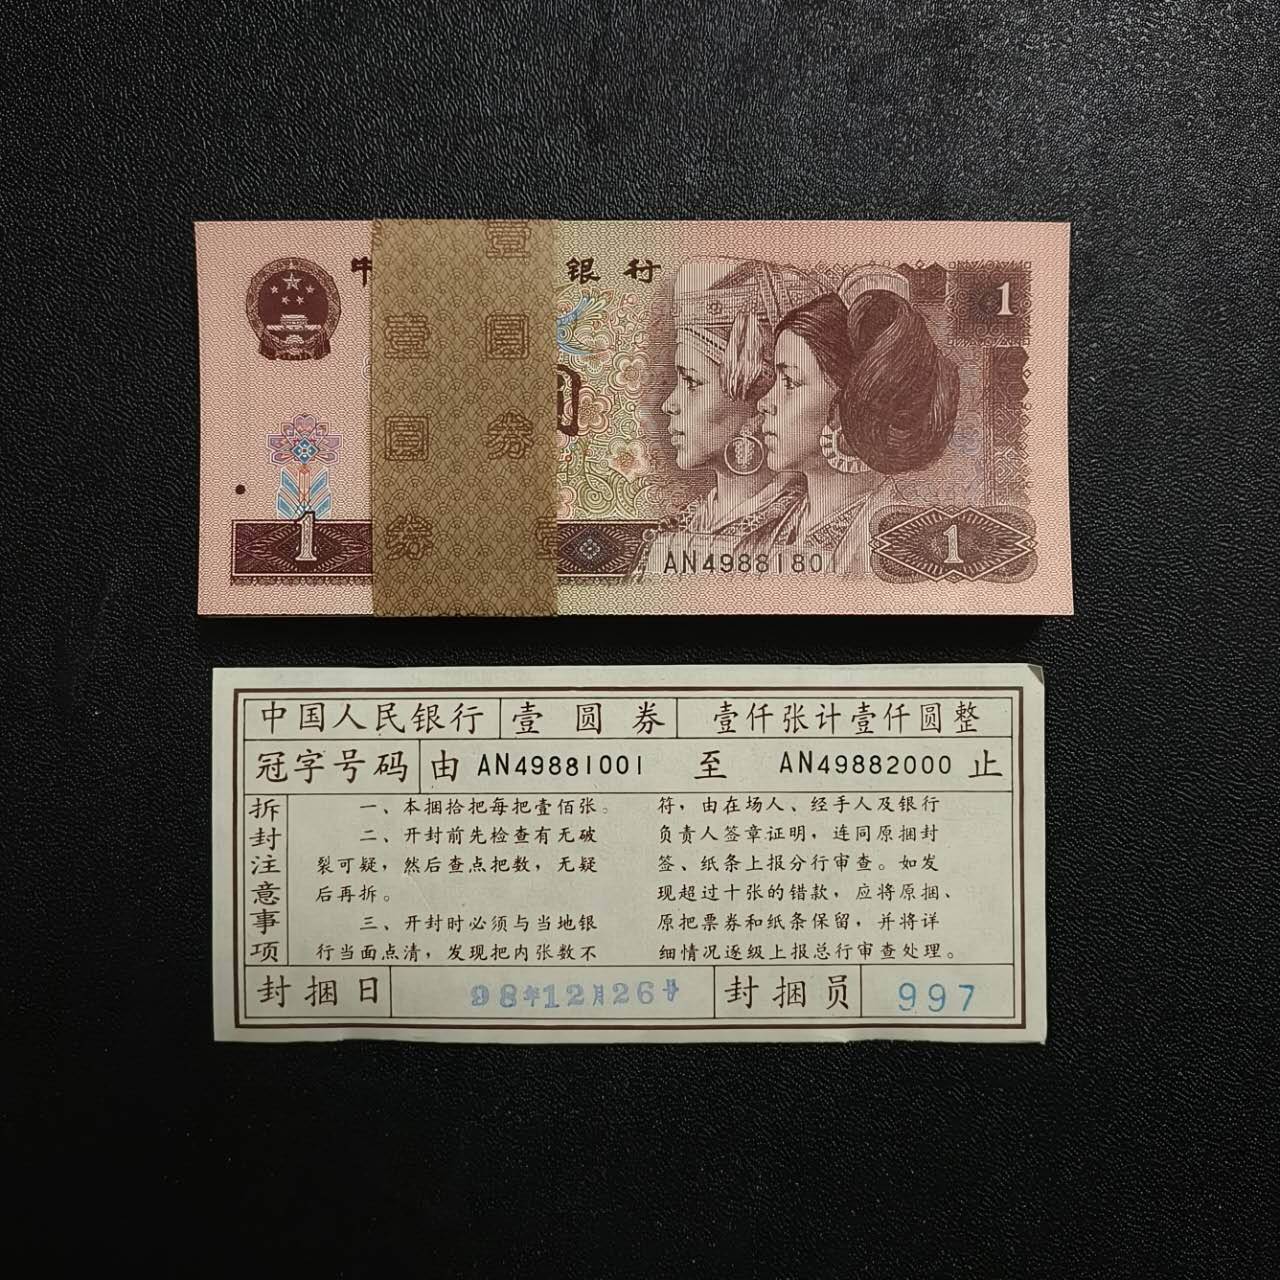 中 银 行
1
壹
壹 圆
圆 券
券 壹
圆
1
1
AN49881801
中国人民银行 壹圆券 壹仟张计壹仟圆整
冠字号码 由 AN49881001 至 AN49882000 止
拆封注意事项
一、本捆拾把每把壹佰张。
二、开封前先检查有无破
裂可疑，然后查点把数，无疑
后再拆。
三、开封时必须与当地银
行当面点清，发现把内张数不
符，由在场人、经手人及银行
负责人签章证明，连同原捆封
签、纸条上报分行审查。如发
现超过十张的错款，应将原捆、
原把票券和纸条保留，并将详
细情况逐级上报总行审查处理。
封捆日 98年12月26日 封捆员 997